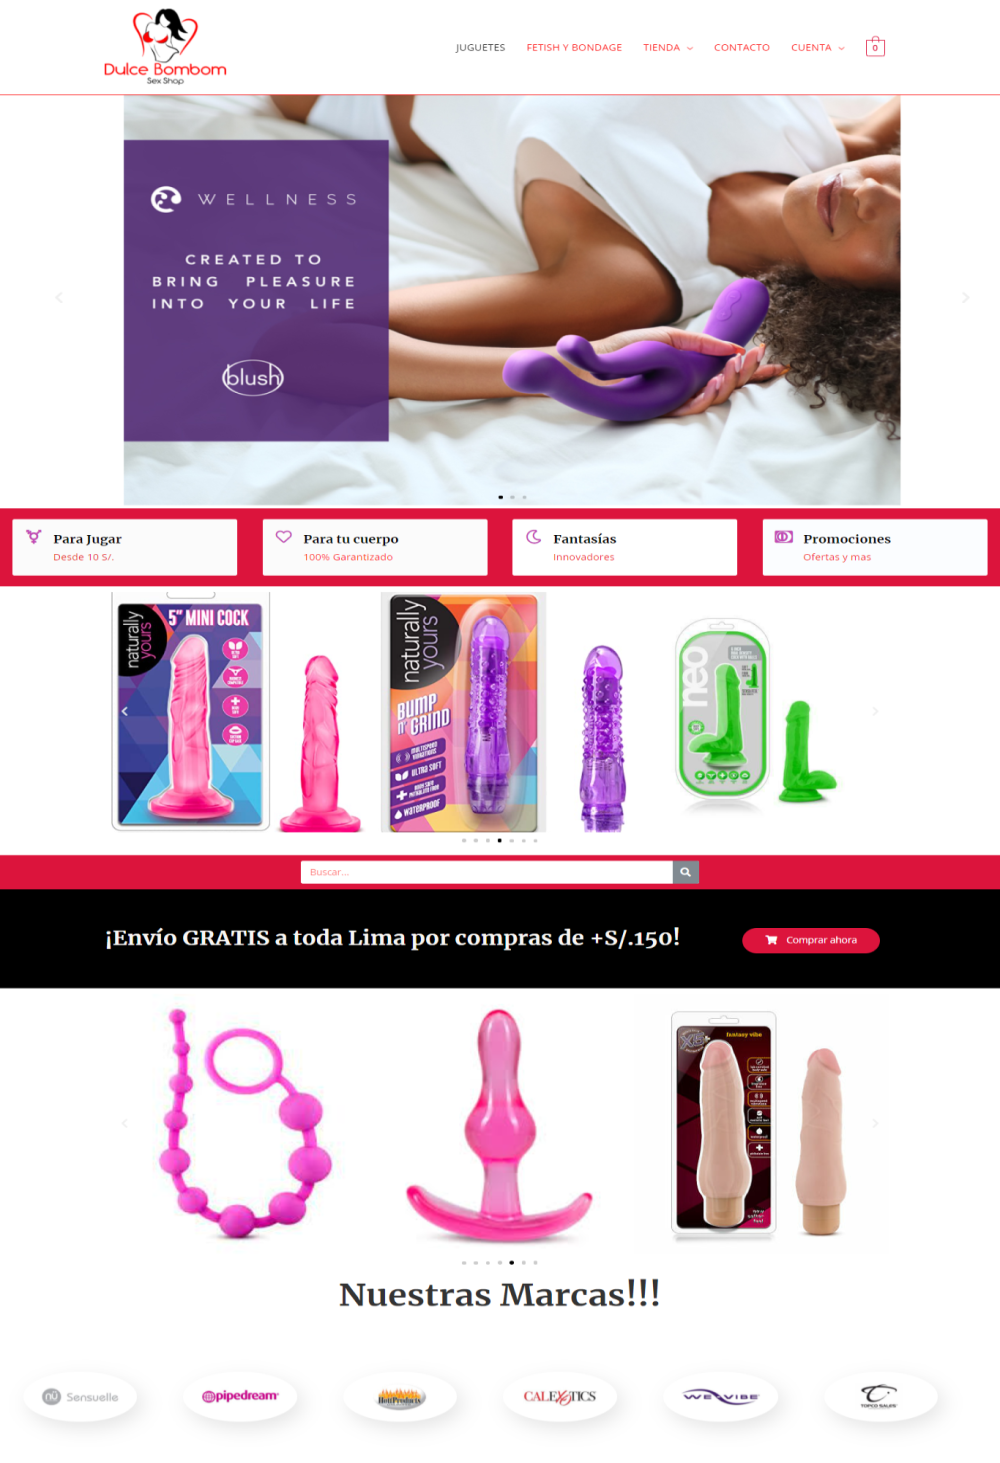 Dulce Bombom
Sex Shop
JUGUETES
FETISH Y BONDAGE
TIENDA
CONTACTO
CUENTA
0
WELLNESS
CREATED TO
BRING PLEASURE
INTO YOUR LIFE
blush
Para Jugar
Desde 10 S/.
Para tu cuerpo
100% Garantizado
Fantasías
Innovadores
Promociones
Ofertas y mas
naturally
yours
5" MINI COCK
naturally
yours
BUMP
n' GRIND
MULTISPEED
VIBRATIONS
ULTRA SOFT
WATERPROOF
neo
Buscar...
¡Envío GRATIS a toda Lima por compras de +S/.150!
Comprar ahora
fantasy vibe
X5
Nuestras Marcas!!!
nü Sensuelle
pipedream
HottProducts
CALEXOTICS
WE-VIBE
TOPCO SALES